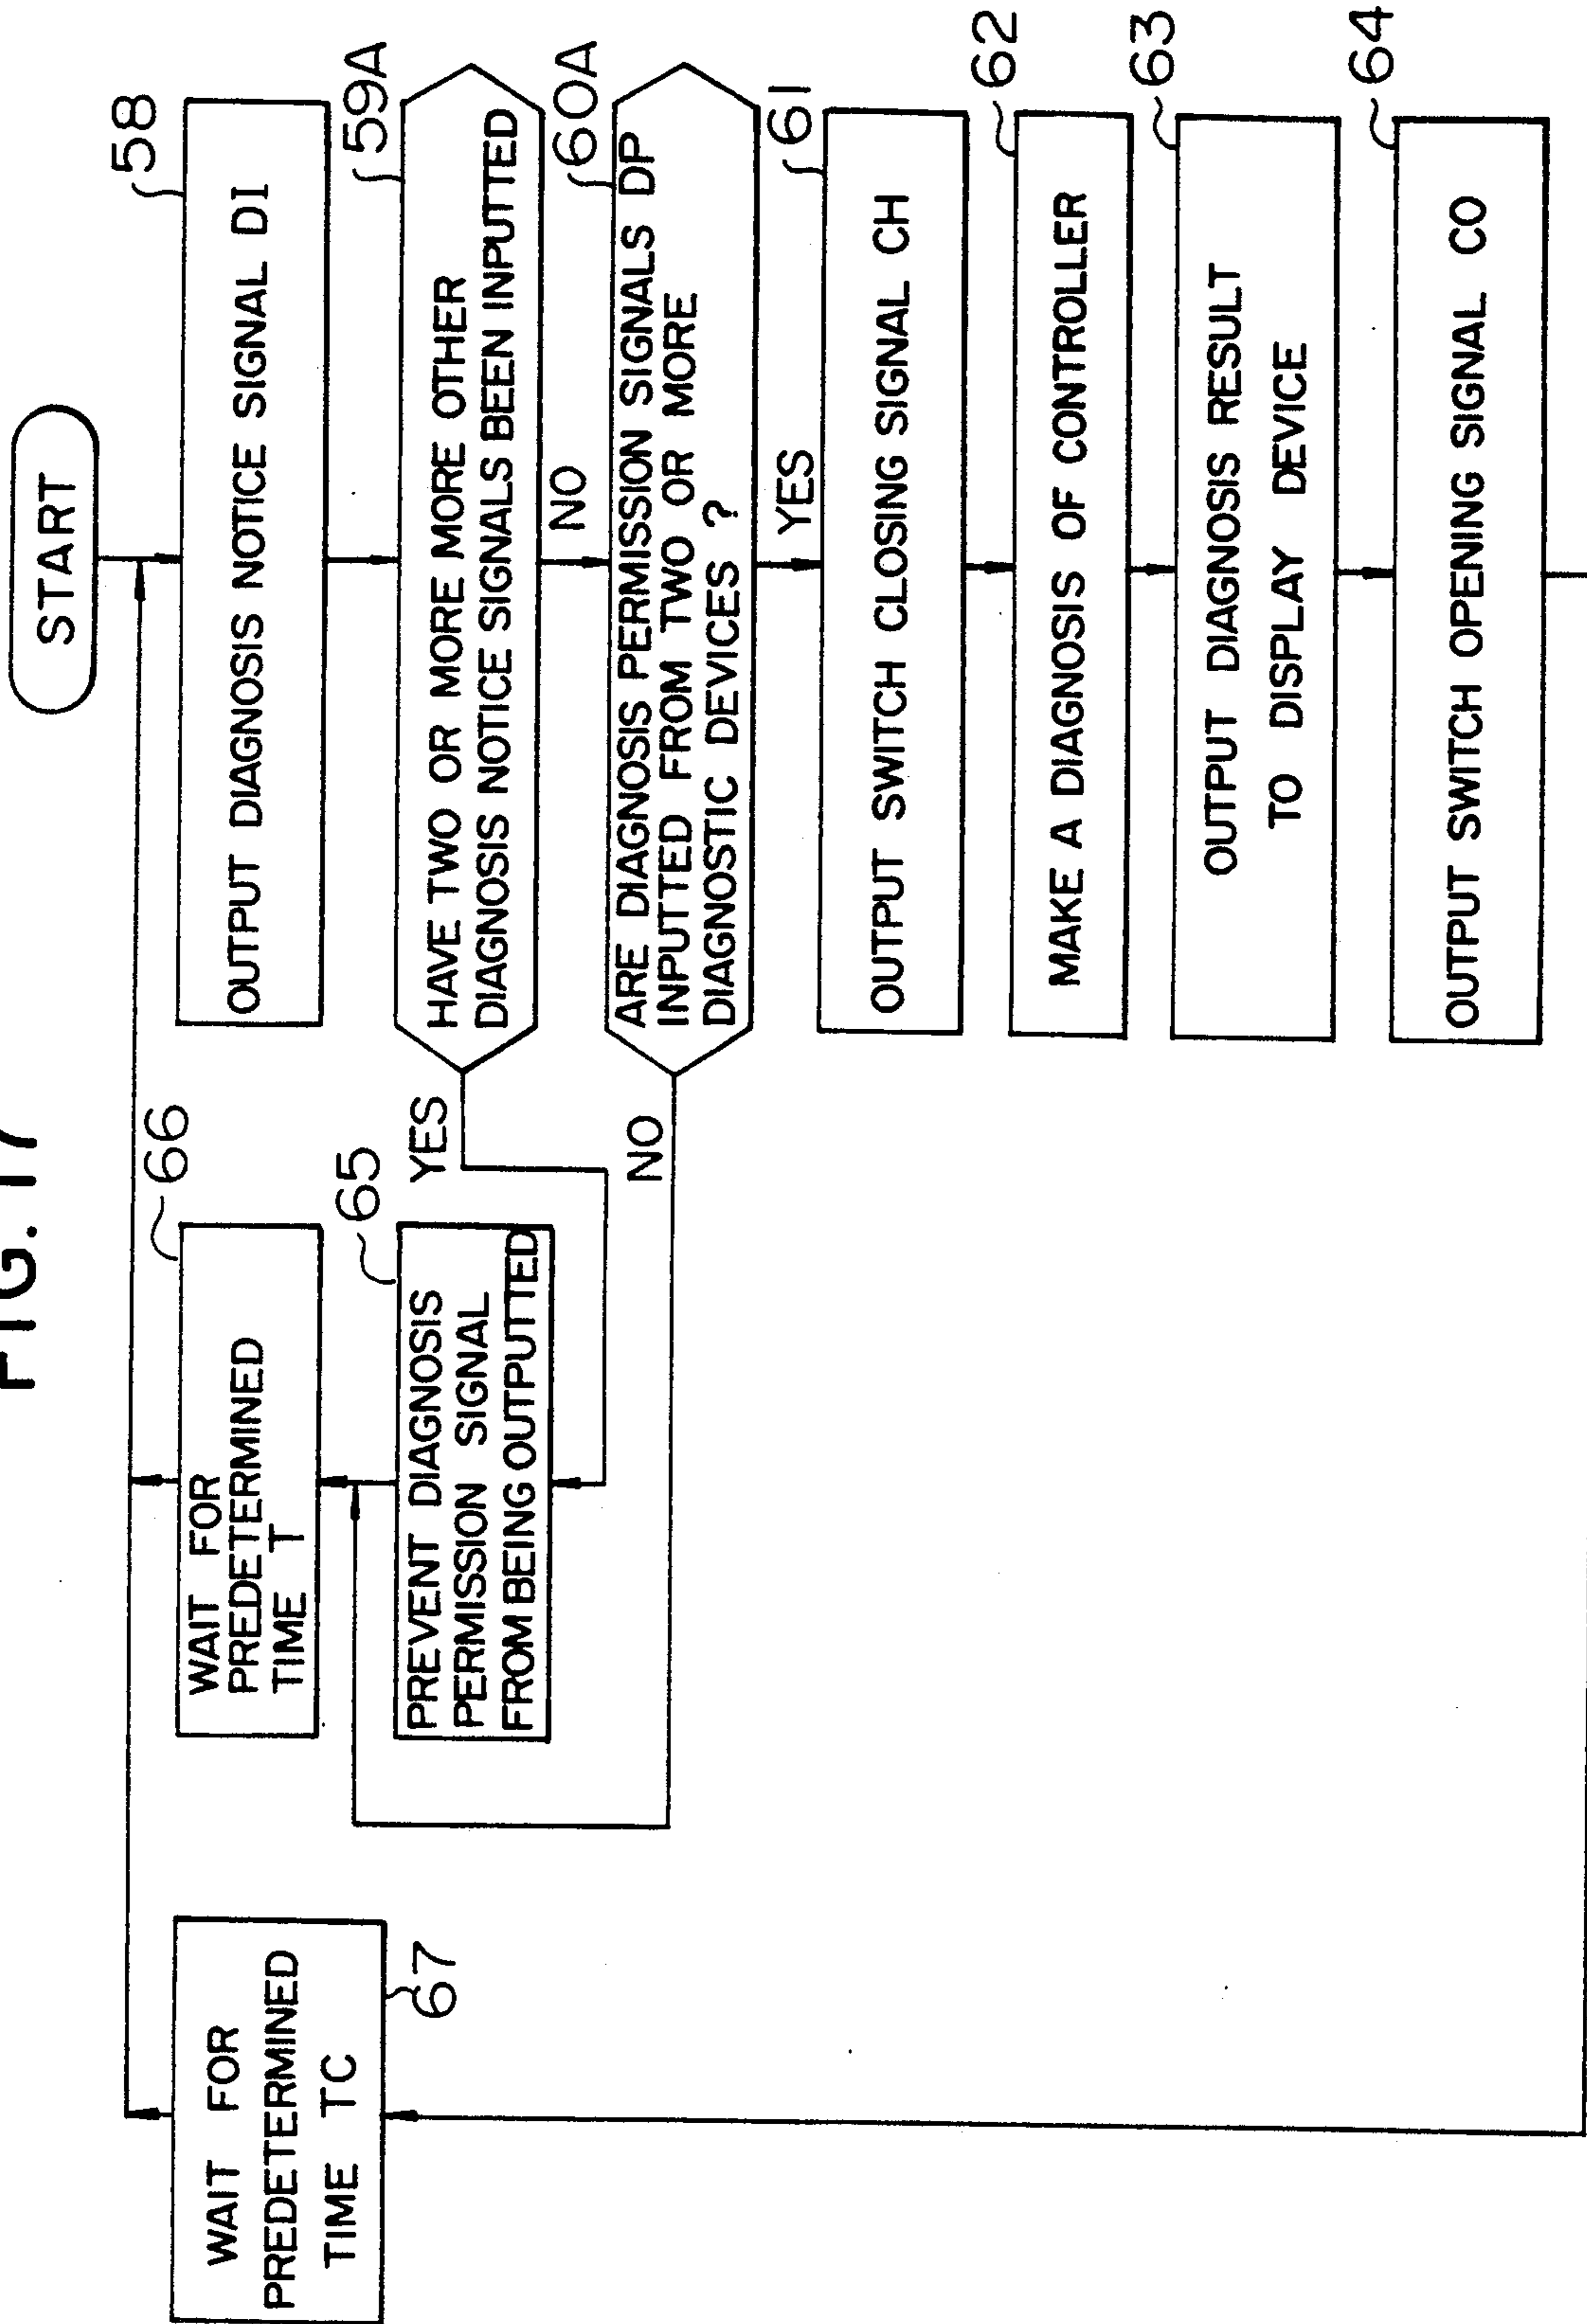 FIG. 17
START
58
OUTPUT DIAGNOSIS NOTICE SIGNAL DI
59A
HAVE TWO OR MORE MORE OTHER
DIAGNOSIS NOTICE SIGNALS BEEN INPUTTED
YES
NO
60A
ARE DIAGNOSIS PERMISSION SIGNALS DP
INPUTTED FROM TWO OR MORE
DIAGNOSTIC DEVICES ?
NO
YES
61
OUTPUT SWITCH CLOSING SIGNAL CH
62
MAKE A DIAGNOSIS OF CONTROLLER
63
OUTPUT DIAGNOSIS RESULT
TO DISPLAY DEVICE
64
OUTPUT SWITCH OPENING SIGNAL CO
66
WAIT FOR
PREDETERMINED
TIME T
65
PREVENT DIAGNOSIS
PERMISSION SIGNAL
FROM BEING OUTPUTTED
WAIT FOR
PREDETERMINED
TIME TC
67